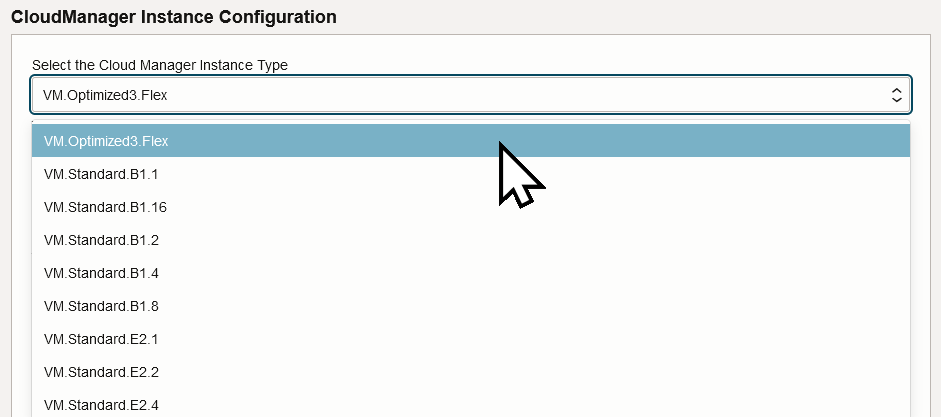 CloudManager Instance Configuration
Select the Cloud Manager Instance Type
VM.Optimized3.Flex
VM.Optimized3.Flex
VM.Standard.B1.1
VM.Standard.B1.16
VM.Standard.B1.2
VM.Standard.B1.4
VM.Standard.B1.8
VM.Standard.E2.1
VM.Standard.E2.2
VM.Standard.E2.4